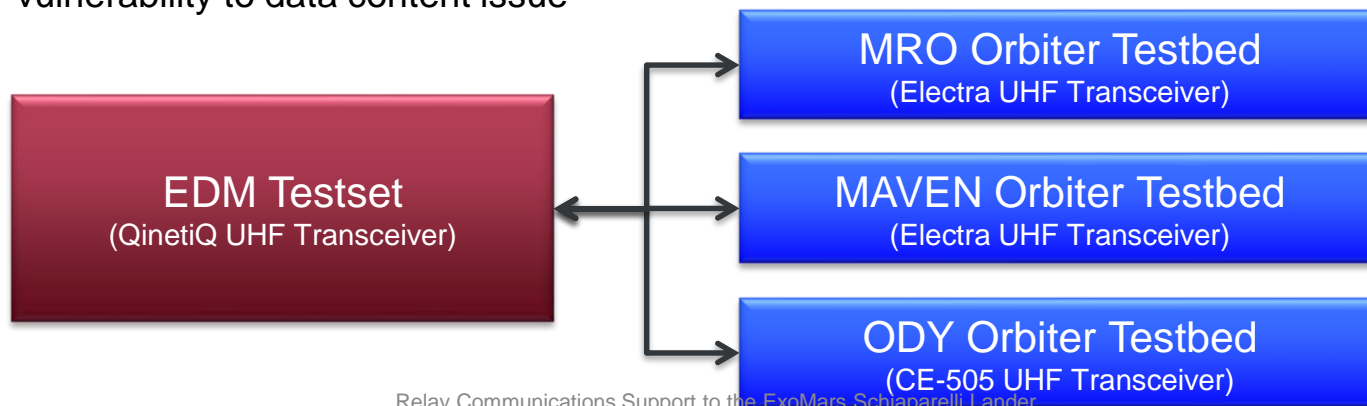 vulnerability to data content issue
MRO Orbiter Testbed
(Electra UHF Transceiver)
EDM Testset
(QinetiQ UHF Transceiver)
MAVEN Orbiter Testbed
(Electra UHF Transceiver)
ODY Orbiter Testbed
(CE-505 UHF Transceiver)
Relay Communications Support to the ExoMars Schiaparelli Lander